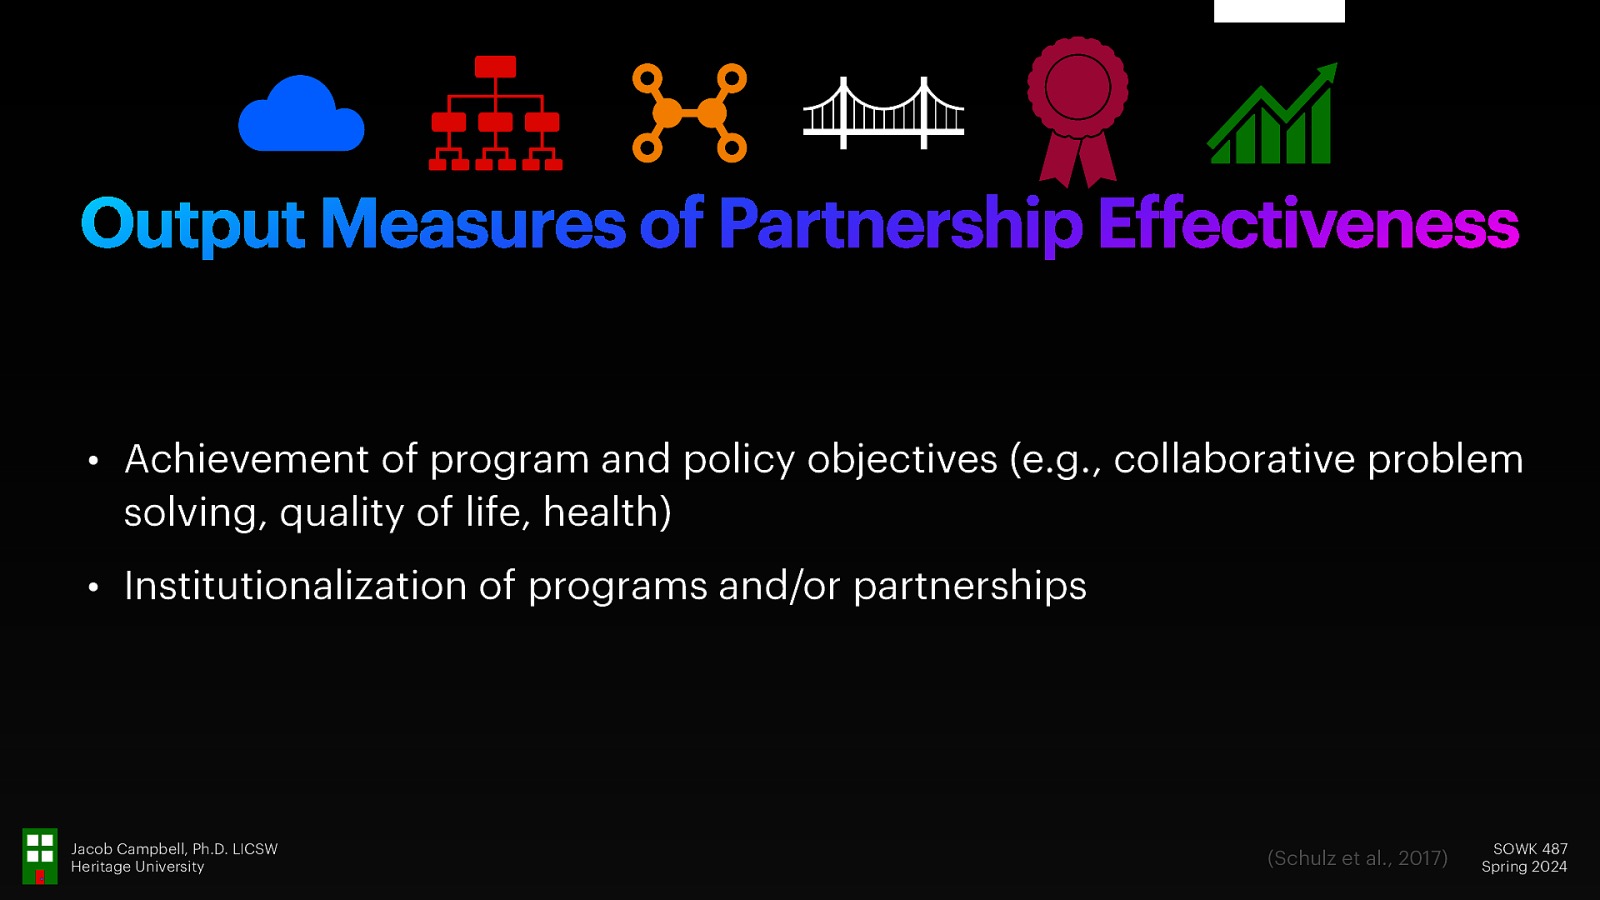 Output Measures of Partnership Effectiveness
• Achievement of program and policy objectives (e.g., collaborative problem
solving, quality of life, health)
• Institutionalization of programs and/or partnerships
Jacob Campbell, Ph.D. LICSW
Heritage University
(Schulz et al., 2017)
SOWK 487
Spring 2024